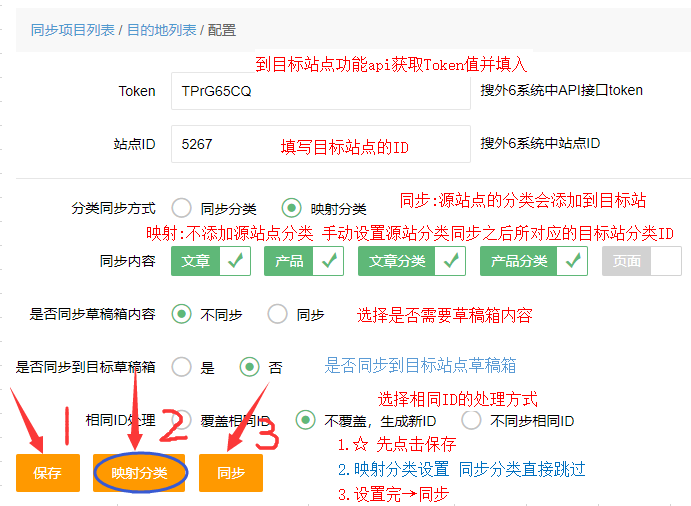 同步项目列表 / 目的地列表 / 配置
到目标站点功能api获取Token值并填入
Token TPrG65CQ 搜外6系统中API接口token
站点ID 5267 填写目标站点的ID 搜外6系统中站点ID
同步:源站点的分类会添加到目标站
分类同步方式 同步分类 映射分类
映射:不添加源站点分类 手动设置源站分类同步之后所对应的目标站分类ID
同步内容 文章 产品 文章分类 产品分类 页面
是否同步草稿箱内容 不同步 同步 选择是否需要草稿箱内容
是否同步到目标草稿箱 是 否 是否同步到目标站点草稿箱
选择相同ID的处理方式
相同ID处理 覆盖相同ID 不覆盖，生成新ID 不同步相同ID
1 2 3
1.☆ 先点击保存
保存 映射分类 同步 2.映射分类设置 同步分类直接跳过
3.设置完→同步